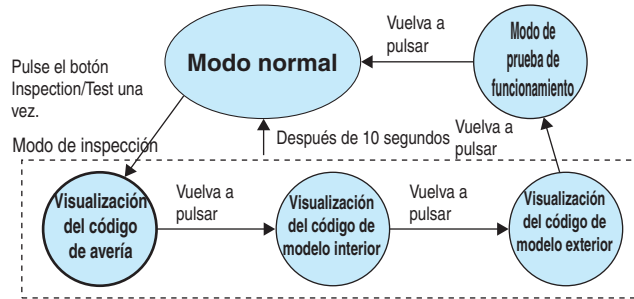 Pulse el botón
Inspection/Test una
vez.
Modo normal
Vuelva a
pulsar
Modo de
prueba de
funcionamiento
Modo de inspección
Después de 10 segundos
Vuelva a
pulsar
Visualización
del código
de avería
Vuelva a
pulsar
Visualización
del código de
modelo interior
Vuelva a
pulsar
Visualización
del código de
modelo exterior